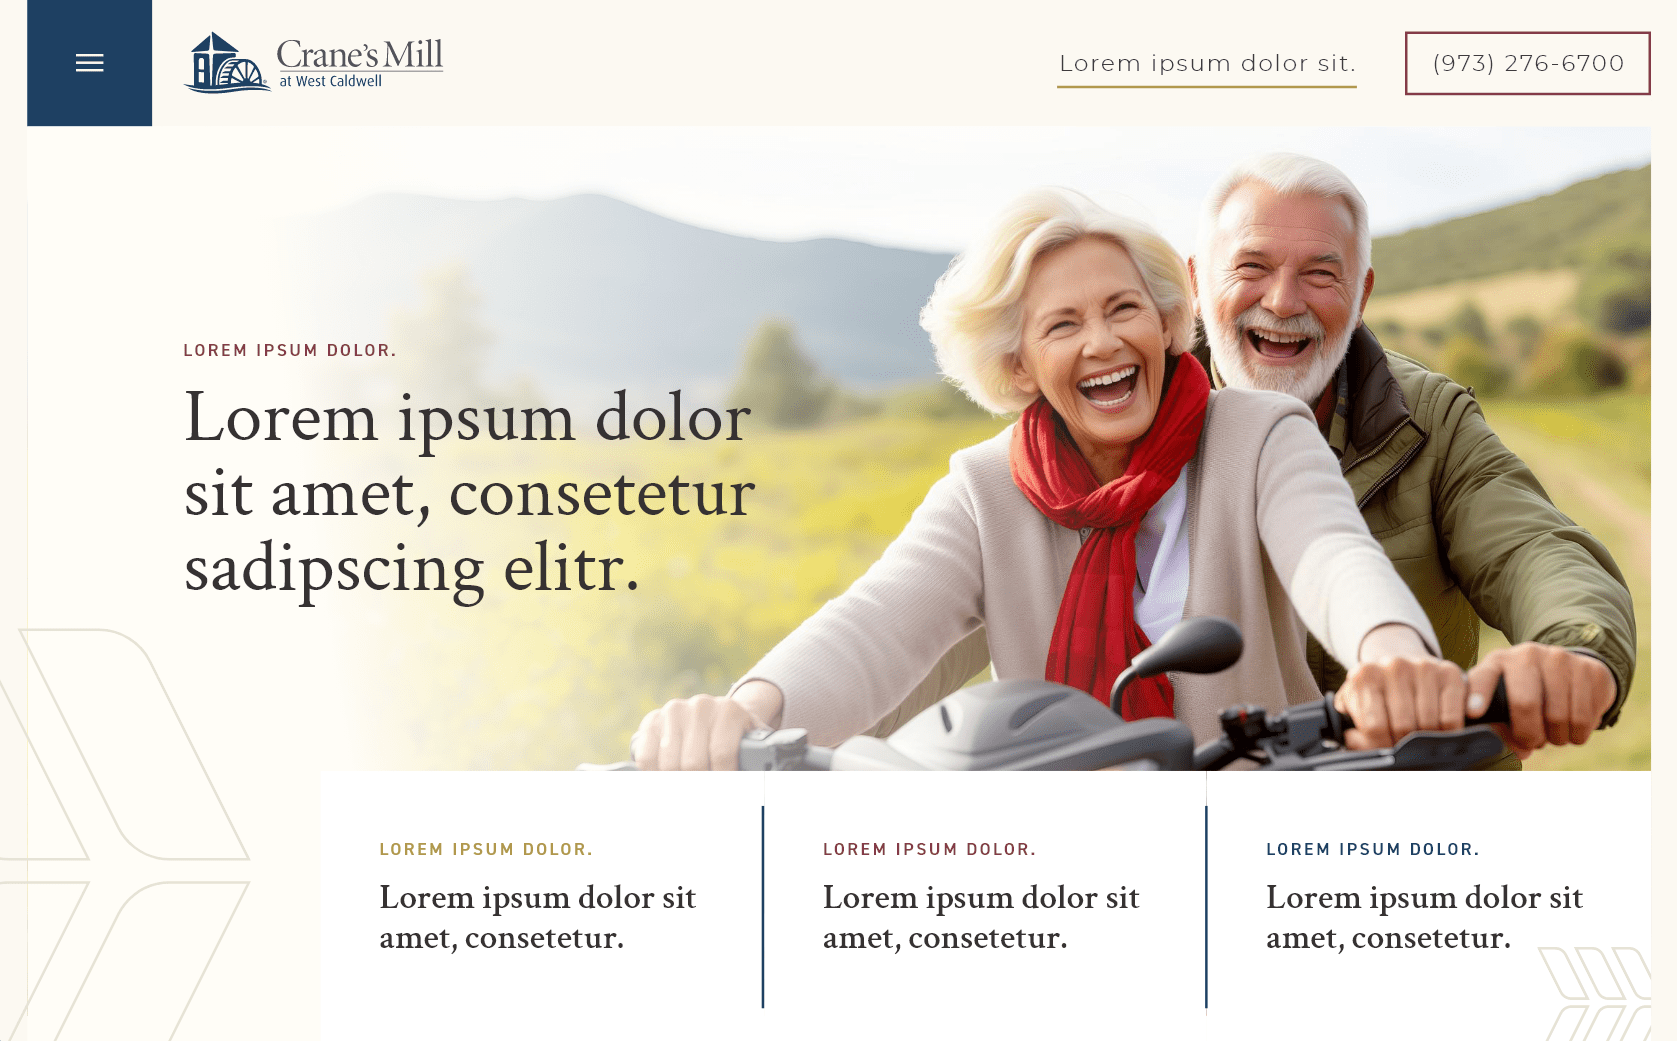 Crane's Mill
at West Caldwell
Lorem ipsum dolor sit.
(973) 276-6700
LOREM IPSUM DOLOR.
Lorem ipsum dolor
sit amet, consetetur
sadipscing elitr.
LOREM IPSUM DOLOR.
Lorem ipsum dolor sit
amet, consetetur.
LOREM IPSUM DOLOR.
Lorem ipsum dolor sit
amet, consetetur.
LOREM IPSUM DOLOR.
Lorem ipsum dolor sit
amet, consetetur.